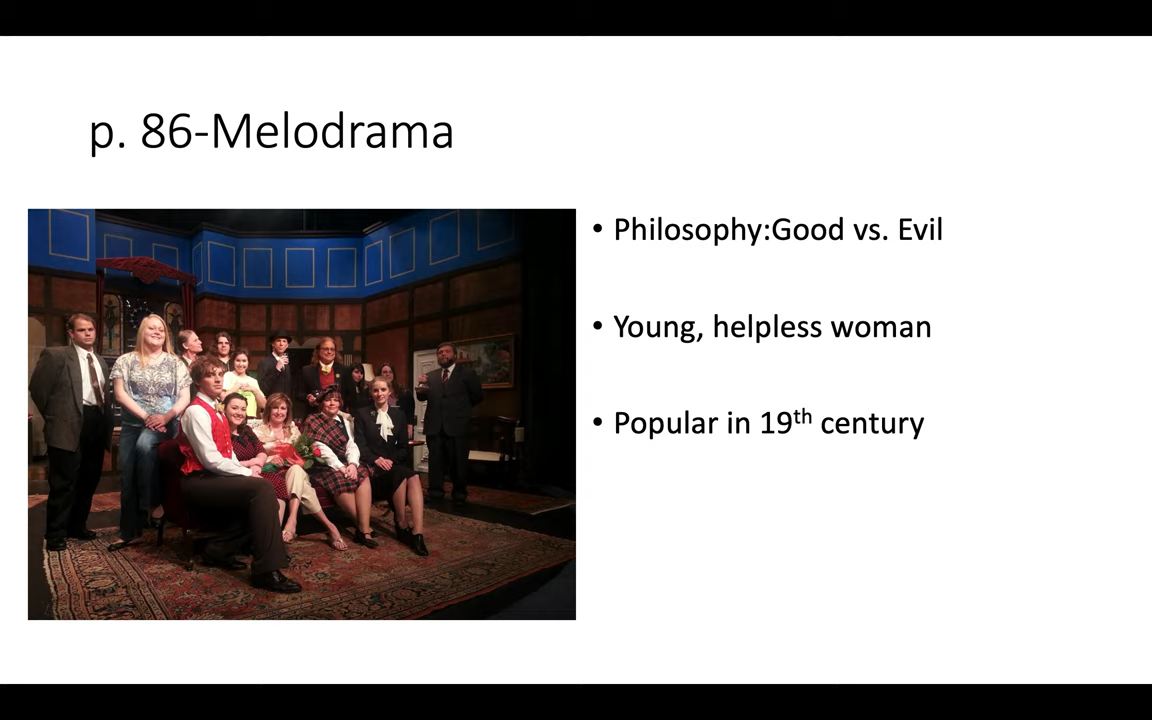 p. 86-Melodrama
• Philosophy:Good vs. Evil
• Young, helpless woman
• Popular in 19th century